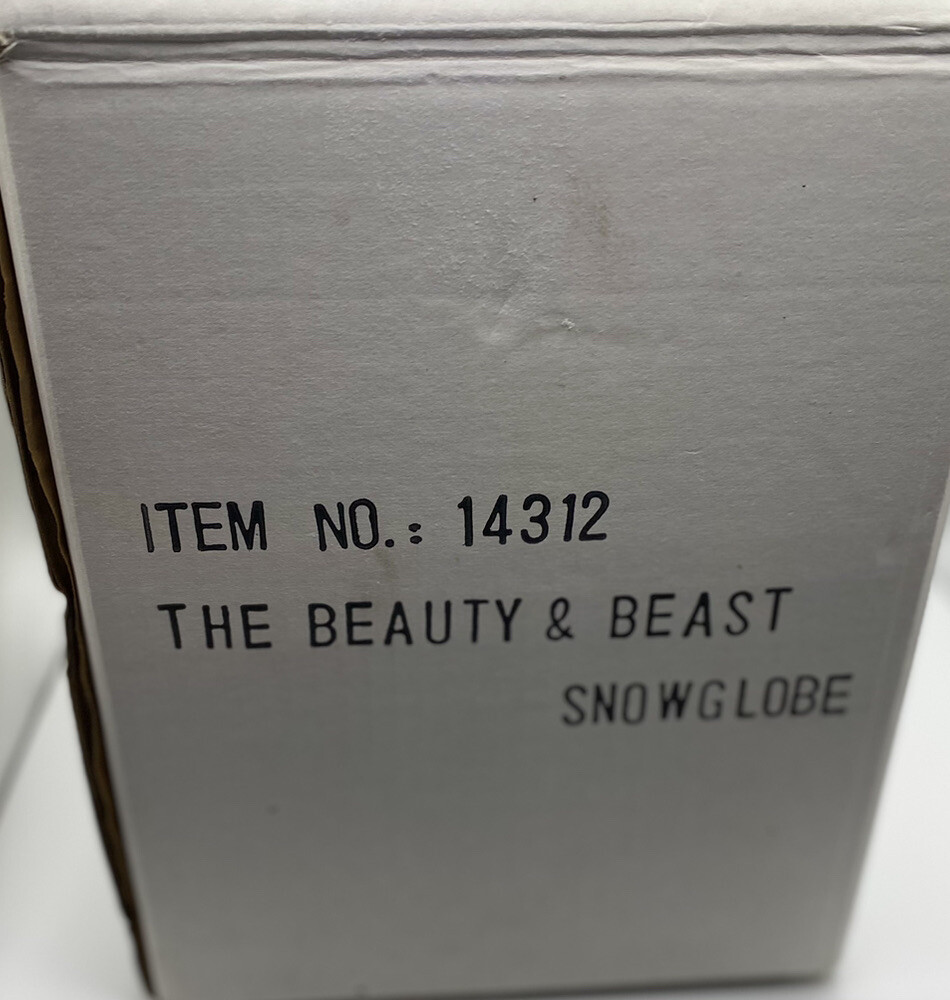 ITEM NO.: 14312
THE BEAUTY & BEAST
SNOWGLOBE